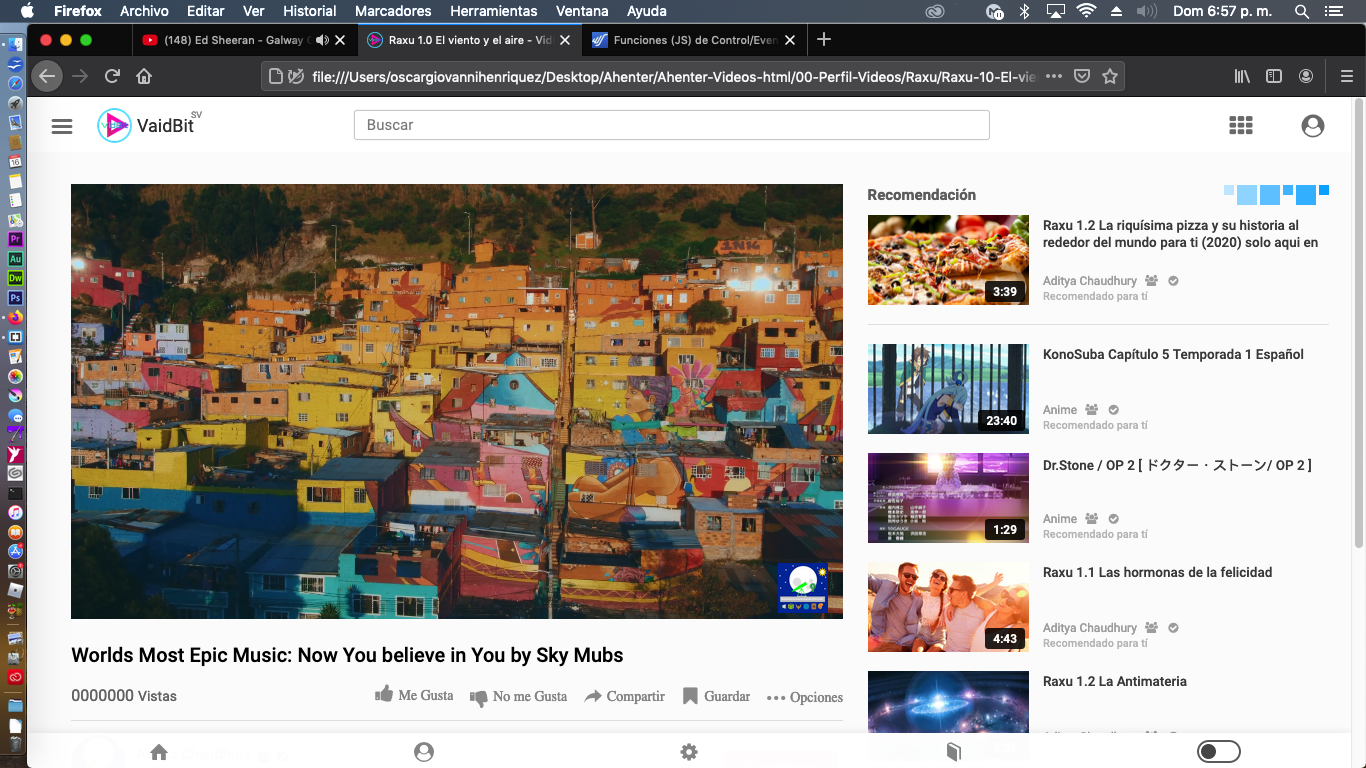 Firefox Archivo Editar Ver Historial Marcadores Herramientas Ventana Ayuda Dom 6:57 p. m.
(148) Ed Sheeran - Galway
Raxu 1.0 El viento y el aire - Vid
Funciones (JS) de Control/Even
file:///Users/oscargiovannihenriquez/Desktop/Ahenter/Ahenter-Videos-html/00-Perfil-Videos/Raxu/Raxu-10-El-vie
VaidBit SV
Buscar
Recomendación
Raxu 1.2 La riquísima pizza y su historia al
rededor del mundo para ti (2020) solo aqui en
3:39
Aditya Chaudhury
Recomendado para tí
KonoSuba Capítulo 5 Temporada 1 Español
23:40
Anime
Recomendado para tí
Dr.Stone / OP 2 [ ドクター・ストーン/ OP 2 ]
1:29
Anime
Recomendado para tí
Raxu 1.1 Las hormonas de la felicidad
4:43
Aditya Chaudhury
Recomendado para tí
Raxu 1.2 La Antimateria
Worlds Most Epic Music: Now You believe in You by Sky Mubs
0000000 Vistas
Me Gusta
No me Gusta
Compartir
Guardar
Opciones
Pr
Au
Dw
Ps